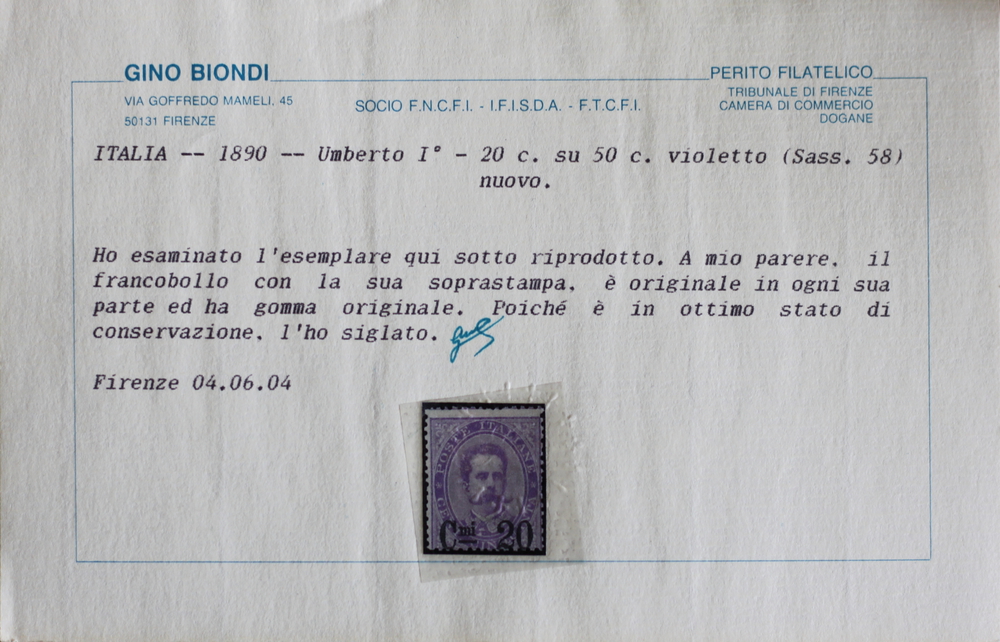 GINO BIONDI
PERITO FILATELICO
VIA GOFFREDO MAMELI, 45
50131 FIRENZE
SOCIO F.N.C.F.I. - I.F.I.S.D.A. - F.T.C.F.I.
TRIBUNALE DI FIRENZE
CAMERA DI COMMERCIO
DOGANE
ITALIA -- 1890 -- Umberto I° - 20 c. su 50 c. violetto (Sass. 58)
nuovo.
Ho esaminato l'esemplare qui sotto riprodotto. A mio parere, il
francobollo con la sua soprastampa, è originale in ogni sua
parte ed ha gomma originale. Poiché è in ottimo stato di
conservazione, l'ho siglato.
Firenze 04.06.04
POSTE ITALIANE
Cmi 20